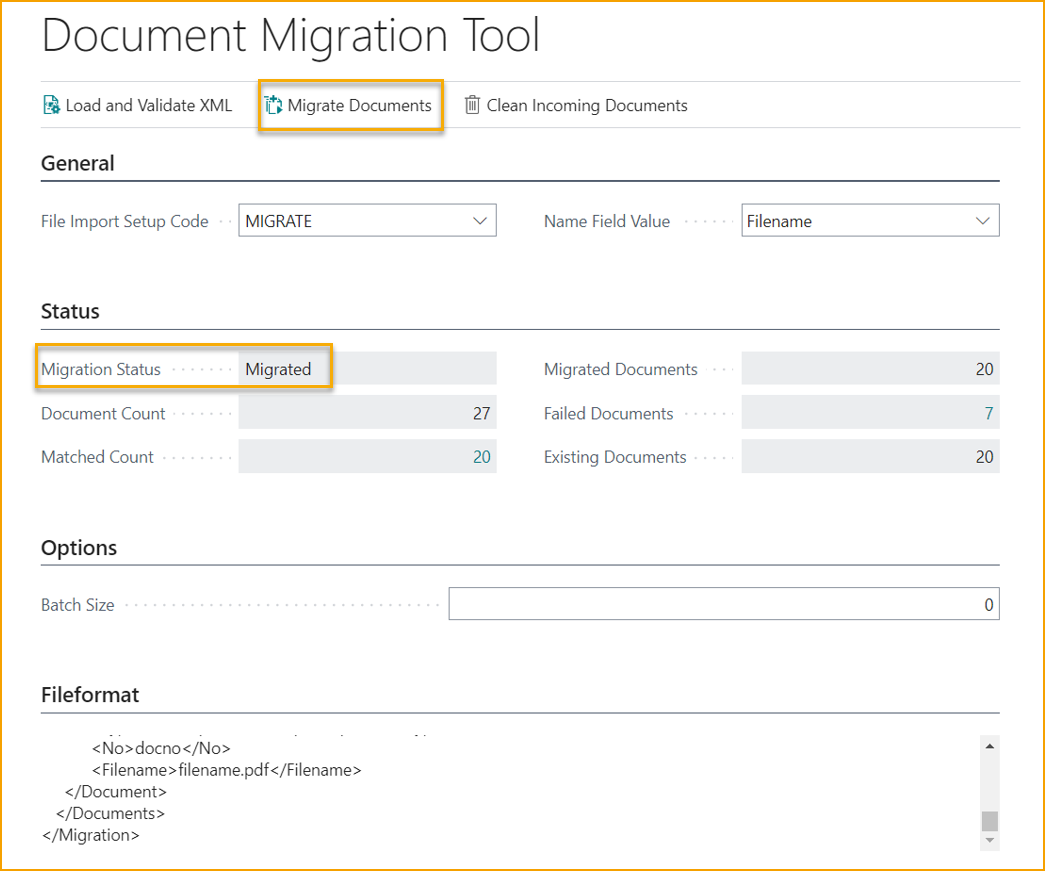 Document Migration Tool
Load and Validate XML Migrate Documents Clean Incoming Documents
General
File Import Setup Code MIGRATE Name Field Value Filename
Status
Migration Status Migrated Migrated Documents 20
Document Count 27 Failed Documents 7
Matched Count 20 Existing Documents 20
Options
Batch Size 0
Fileformat
<No>docno</No>
<Filename>filename.pdf</Filename>
</Document>
</Documents>
</Migration>